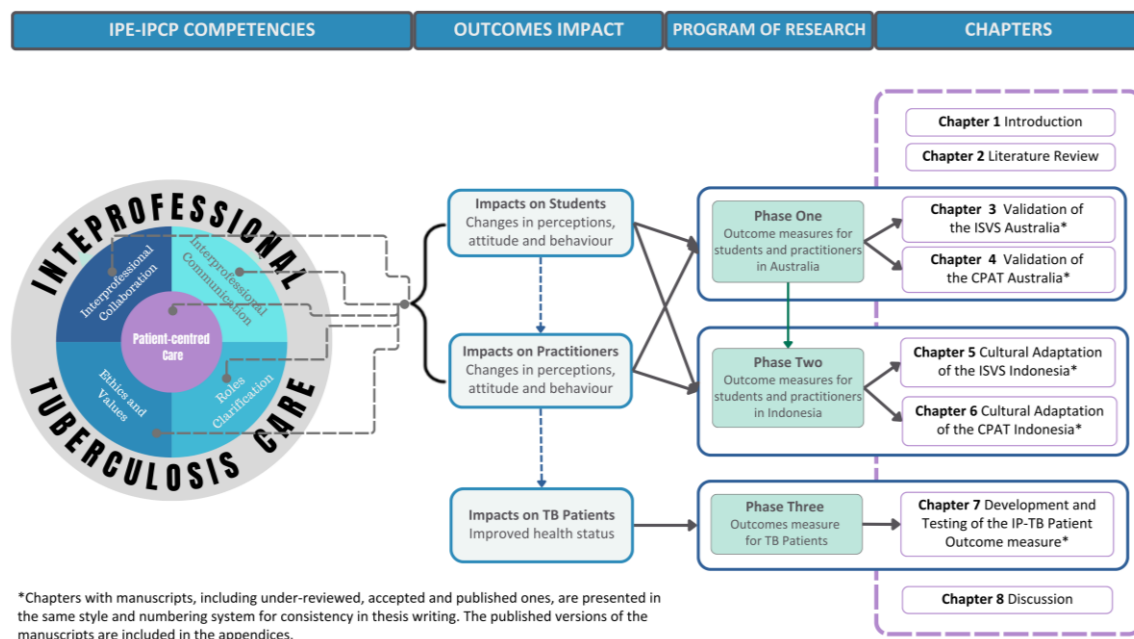 IPE-IPCP COMPETENCIES
OUTCOMES IMPACT
PROGRAM OF RESEARCH
CHAPTERS
INTEPROFESSIONAL
TUBERCULOSIS CARE
Interprofessional
Collaboration
Interprofessional
Communication
Patient-centred
Care
Ethics and
Values
Roles
Clarification
Impacts on Students
Changes in perceptions,
attitude and behaviour
Impacts on Practitioners
Changes in perceptions,
attitude and behaviour
Impacts on TB Patients
Improved health status
Phase One
Outcome measures for
students and practitioners
in Australia
Phase Two
Outcome measures for
students and practitioners
in Indonesia
Phase Three
Outcomes measure
for TB Patients
Chapter 1 Introduction
Chapter 2 Literature Review
Chapter 3 Validation of
the ISVS Australia*
Chapter 4 Validation of
the CPAT Australia*
Chapter 5 Cultural Adaptation
of the ISVS Indonesia*
Chapter 6 Cultural Adaptation
of the CPAT Indonesia*
Chapter 7 Development and
Testing of the IP-TB Patient
Outcome measure*
Chapter 8 Discussion
*Chapters with manuscripts, including under-reviewed, accepted and published ones, are presented in
the same style and numbering system for consistency in thesis writing. The published versions of the
manuscripts are included in the appendices.